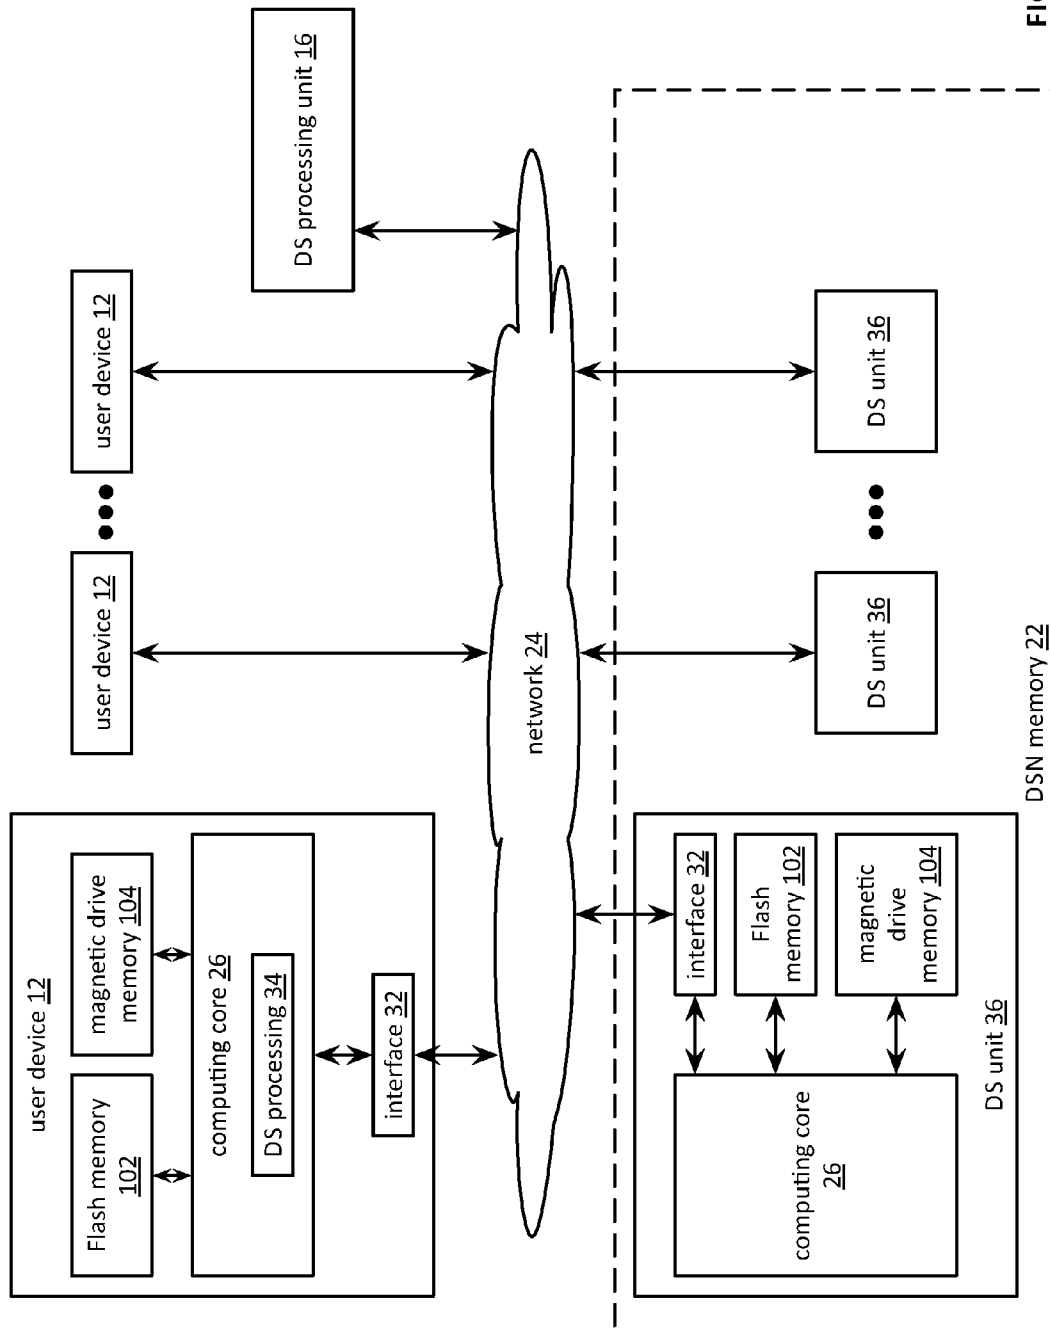 user device 12
Flash memory
102
magnetic drive
memory 104
computing core 26
DS processing 34
interface 32
user device 12
user device 12
DS processing unit 16
network 24
computing core
26
interface 32
Flash
memory 102
magnetic
drive
memory 104
DS unit 36
DS unit 36
DS unit 36
DSN memory 22